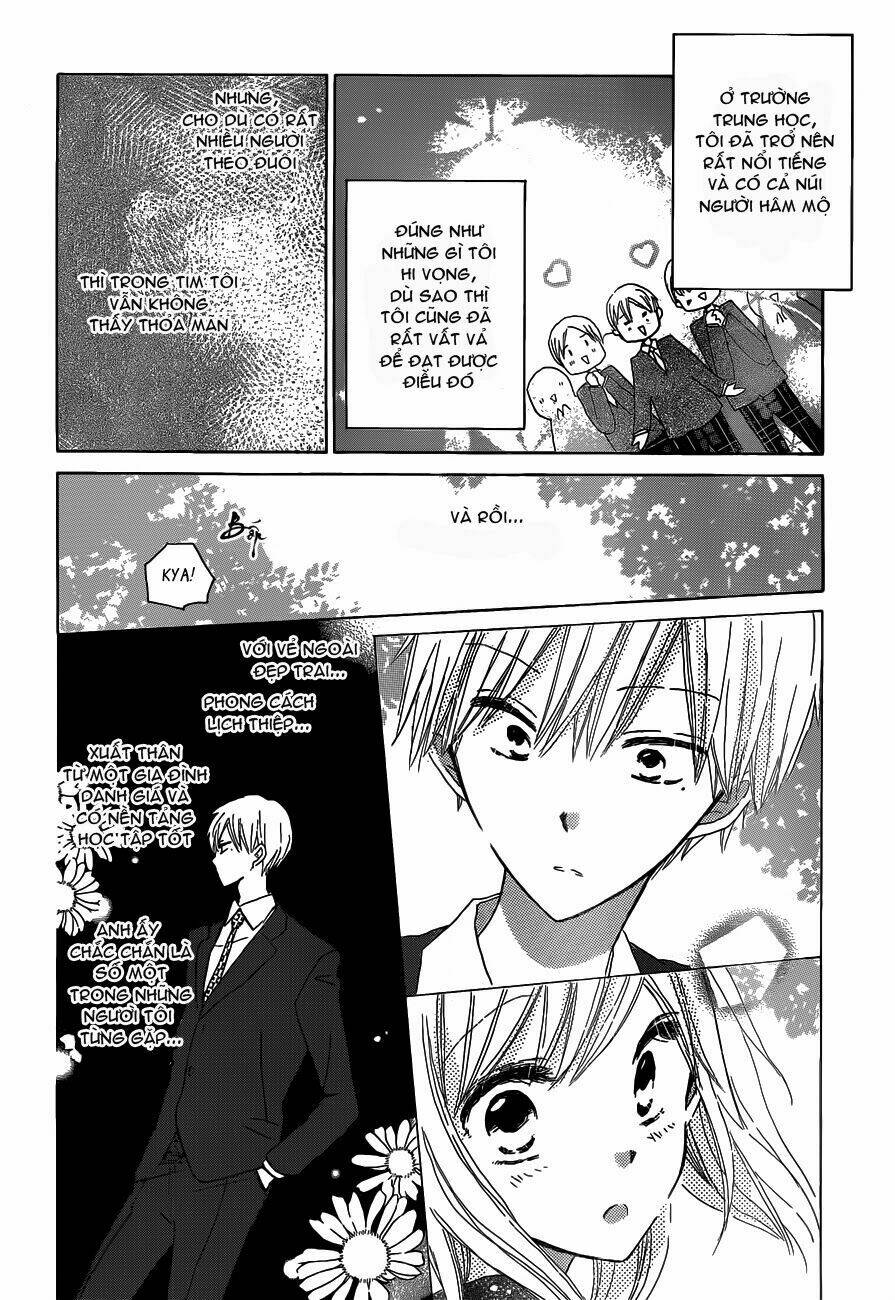 Ở TRƯỜNG
TRUNG HỌC,
TÔI ĐÃ TRỞ NÊN
RẤT NỔI TIẾNG
VÀ CÓ CẢ NÚI
NGƯỜI HÂM MỘ
ĐÚNG NHƯ
NHỮNG GÌ TÔI
HI VỌNG,
DÙ SAO THÌ
TÔI CŨNG ĐÃ
RẤT VẤT VẢ
ĐỂ ĐẠT ĐƯỢC
ĐIỀU ĐÓ
NHƯNG,
CHO DÙ CÓ RẤT
NHIỀU NGƯỜI
THEO ĐUỔI
THÌ TRONG TIM TÔI
VẪN KHÔNG
THẤY THOẢ MÃN
VÀ RỒI...
Bốp
KYA!
VỚI VẺ NGOÀI
ĐẸP TRAI...
PHONG CÁCH
LỊCH THIỆP...
XUẤT THÂN
TỪ MỘT GIA ĐÌNH
DANH GIÁ VÀ
CÓ NỀN TẢNG
HỌC TẬP TỐT
ANH ẤY
CHẮC CHẮN LÀ
SỐ MỘT
TRONG NHỮNG
NGƯỜI TÔI
TỪNG GẶP...